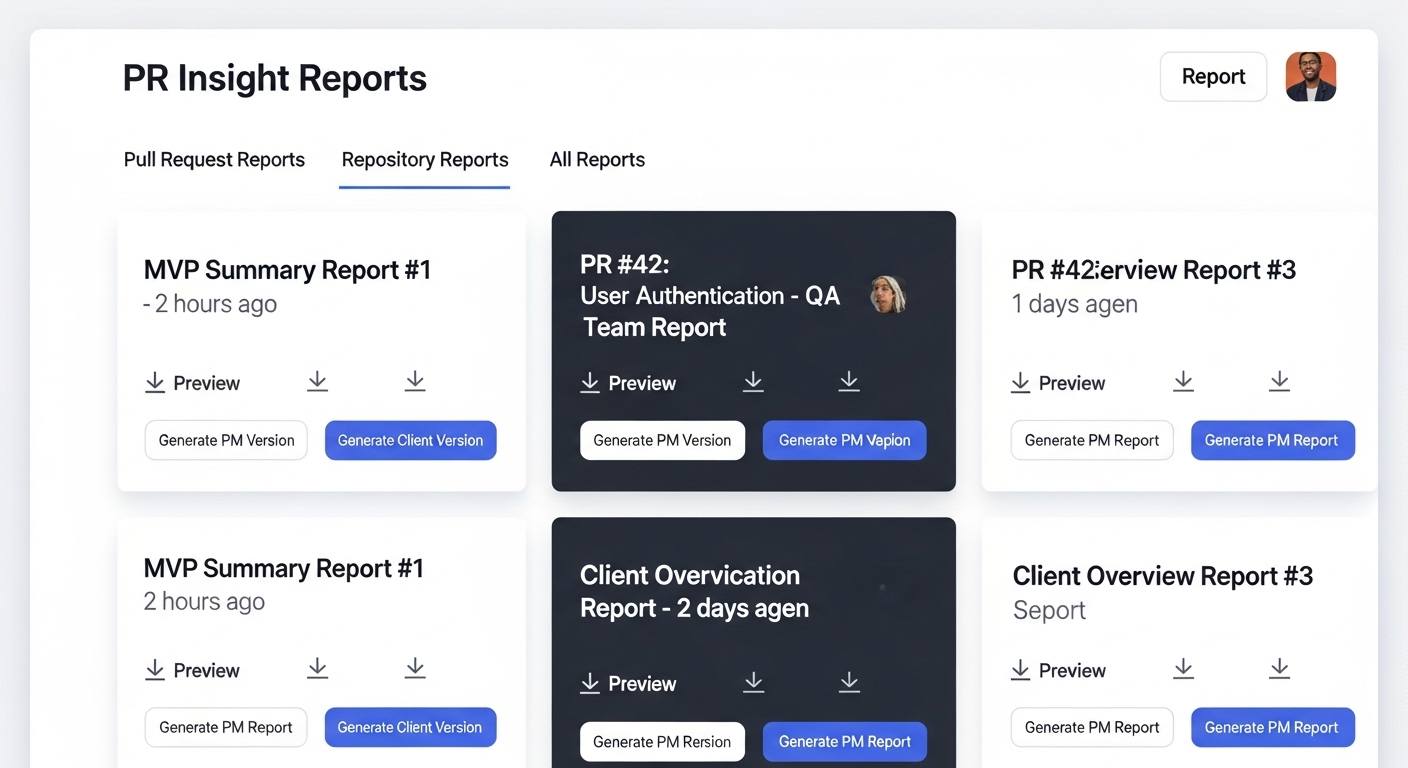 PR Insight Reports
Report
Pull Request Reports
Repository Reports
All Reports
MVP Summary Report #1
- 2 hours ago
Preview
Generate PM Version
Generate Client Version
PR #42:
User Authentication - QA
Team Report
Preview
Generate PM Version
Generate PM Vapion
PR #42:erview Report #3
1 days agen
Preview
Generate PM Report
Generate PM Report
MVP Summary Report #1
2 hours ago
Preview
Generate PM Report
Generate Client Version
Client Overvication
Report - 2 days agen
Preview
Generate PM Rersion
Generate PM Report
Client Overview Report #3
Seport
Preview
Generate PM Report
Generate PM Report